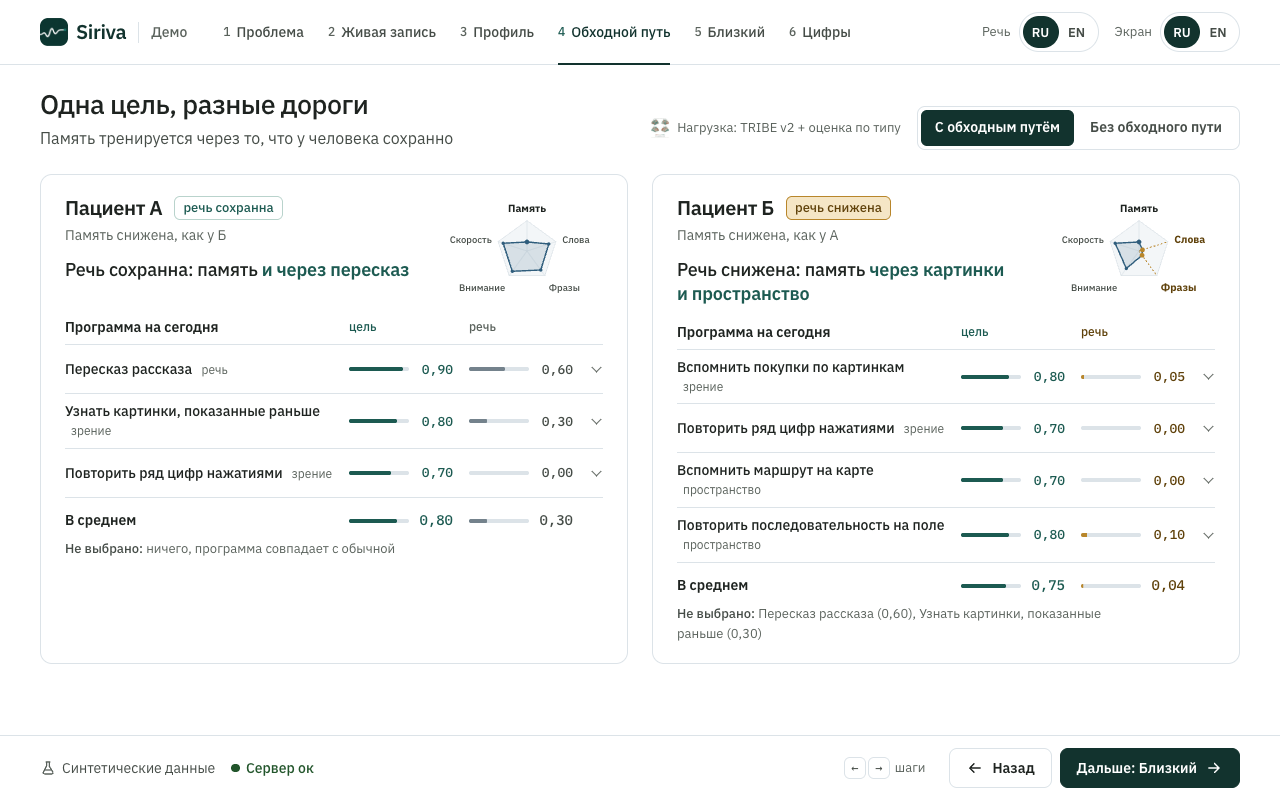 Siriva Демо 1 Проблема 2 Живая запись 3 Профиль 4 Обходной путь 5 Близкий 6 Цифры Речь RU EN Экран RU EN
Одна цель, разные дороги
Память тренируется через то, что у человека сохранно
Нагрузка: TRIBE v2 + оценка по типу
С обходным путём Без обходного пути
Пациент А речь сохранна
Память снижена, как у Б
Речь сохранна: память и через пересказ
Память
Скорость Слова
Внимание Фразы
Программа на сегодня цель речь
Пересказ рассказа речь 0,90 0,60
Узнать картинки, показанные раньше
зрение 0,80 0,30
Повторить ряд цифр нажатиями зрение 0,70 0,00
В среднем 0,80 0,30
Не выбрано: ничего, программа совпадает с обычной
Пациент Б речь снижена
Память снижена, как у А
Речь снижена: память через картинки
и пространство
Память
Скорость Слова
Внимание Фразы
Программа на сегодня цель речь
Вспомнить покупки по картинкам
зрение 0,80 0,05
Повторить ряд цифр нажатиями зрение 0,70 0,00
Вспомнить маршрут на карте
пространство 0,70 0,00
Повторить последовательность на поле
пространство 0,80 0,10
В среднем 0,75 0,04
Не выбрано: Пересказ рассказа (0,60), Узнать картинки, показанные
раньше (0,30)
Синтетические данные Сервер ок ← → шаги ← Назад Дальше: Близкий →